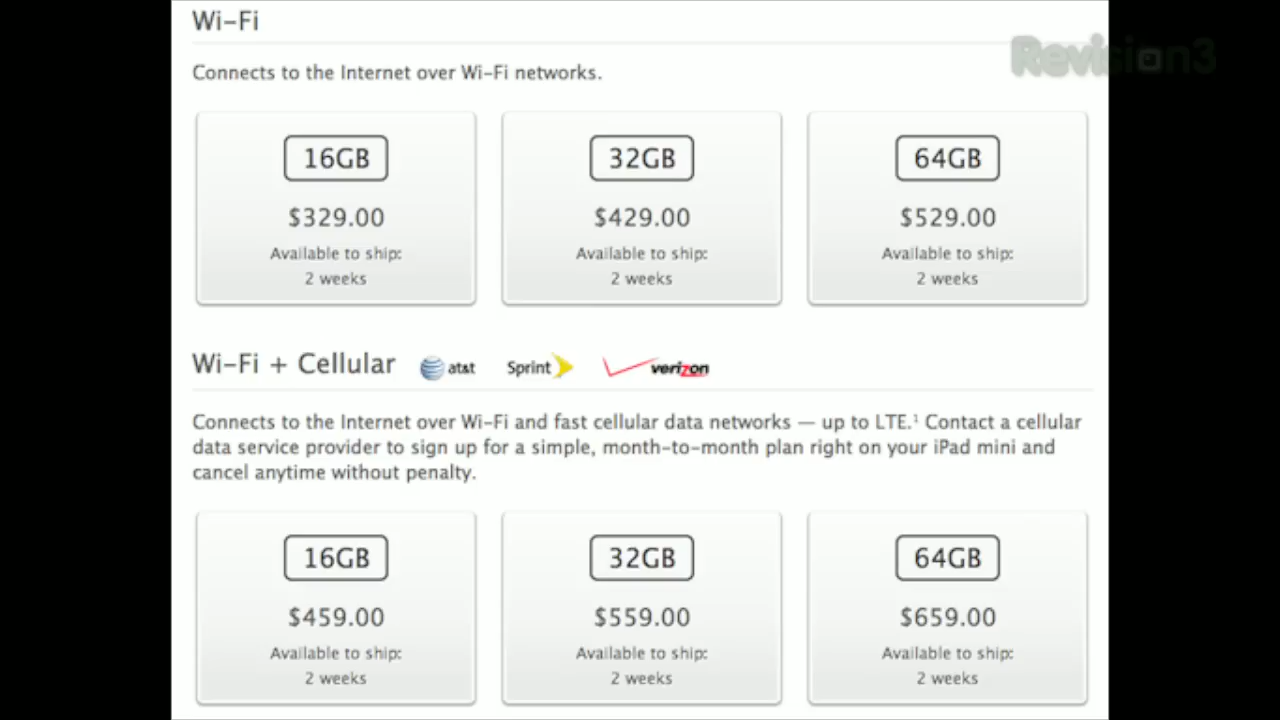 Wi-Fi
Revision3
Connects to the Internet over Wi-Fi networks.
16GB
32GB
64GB
$329.00
$429.00
$529.00
Available to ship:
Available to ship:
Available to ship:
2 weeks
2 weeks
2 weeks
Wi-Fi + Cellular
at&t
Sprint
verizon
Connects to the Internet over Wi-Fi and fast cellular data networks — up to LTE.¹ Contact a cellular
data service provider to sign up for a simple, month-to-month plan right on your iPad mini and
cancel anytime without penalty.
16GB
32GB
64GB
$459.00
$559.00
$659.00
Available to ship:
Available to ship:
Available to ship:
2 weeks
2 weeks
2 weeks